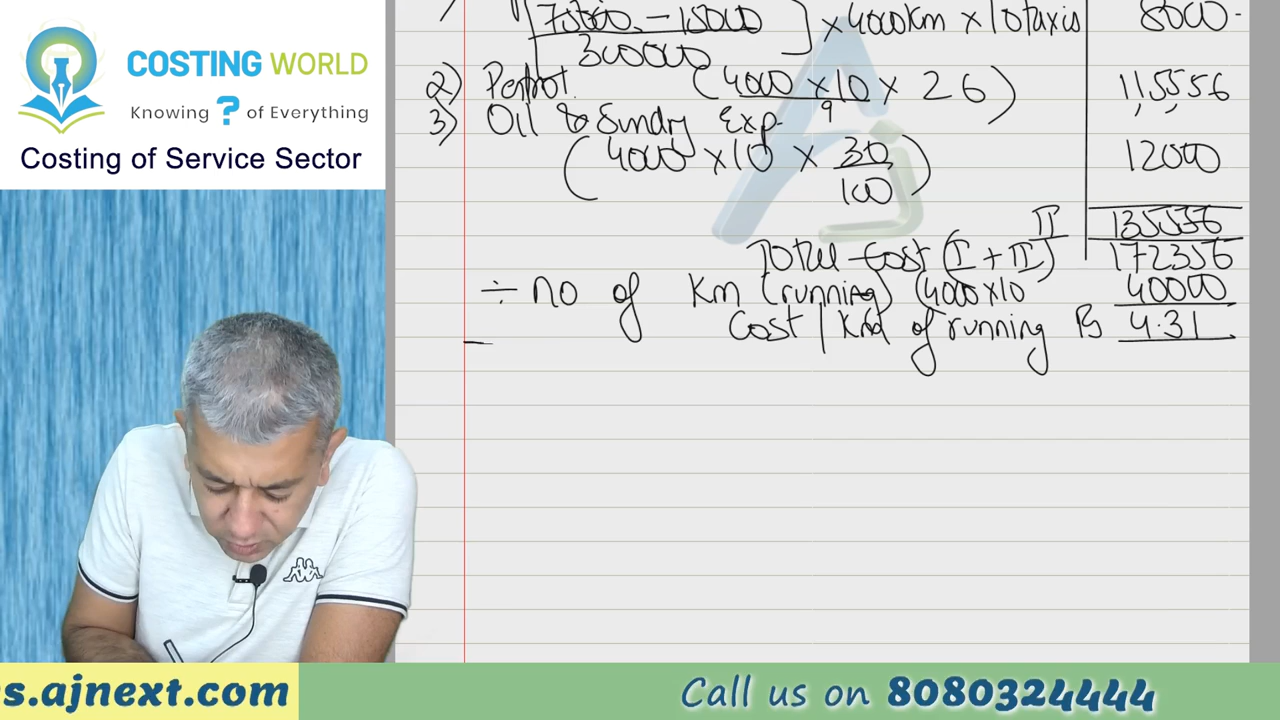 COSTING WORLD
Knowing ? of Everything
Costing of Service Sector
75000 - 15000 × 4000km × 10 taxis 8000
300000
2) Petrol (4000 × 10 × 26) 1,15,556
9
3) Oil & Sundry Exp.
(4000 × 10 × 30 12000
100)
II 135556
Total Cost (I + II) 172356
÷ no of Km (running) (4000×10 40000
Cost / Km of running 4.31
s.ajnext.com
Call us on 8080324444